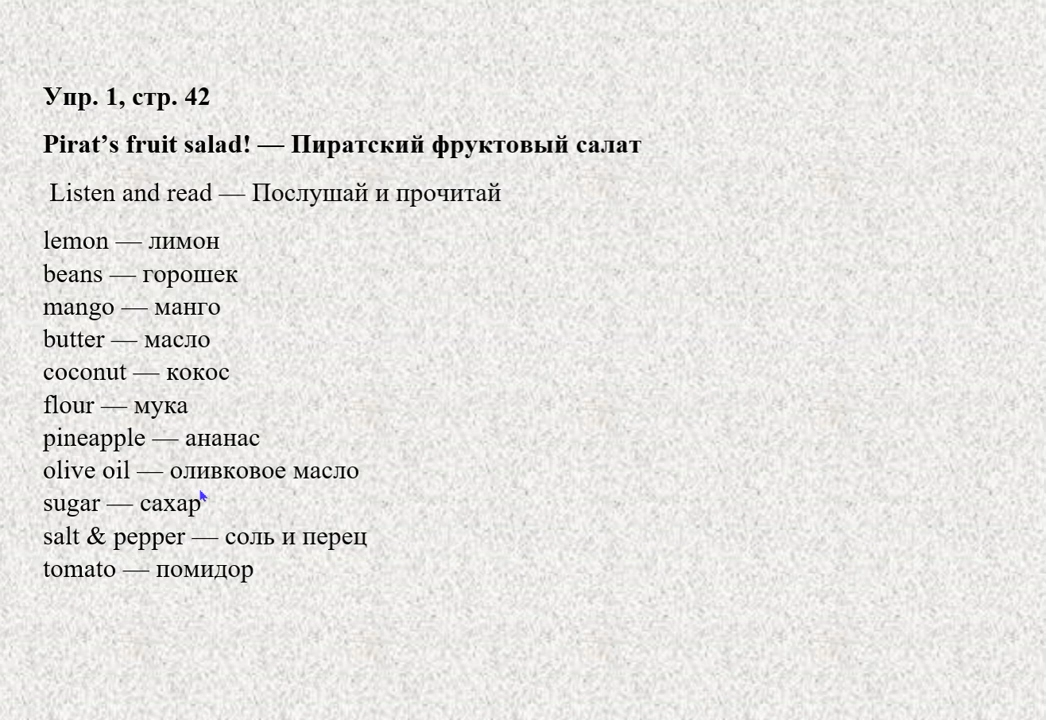 Упр. 1, стр. 42
Pirat’s fruit salad! — Пиратский фруктовый салат
Listen and read — Послушай и прочитай
lemon — лимон
beans — горошек
mango — манго
butter — масло
coconut — кокос
flour — мука
pineapple — ананас
olive oil — оливковое масло
sugar — сахар
salt & pepper — соль и перец
tomato — помидор